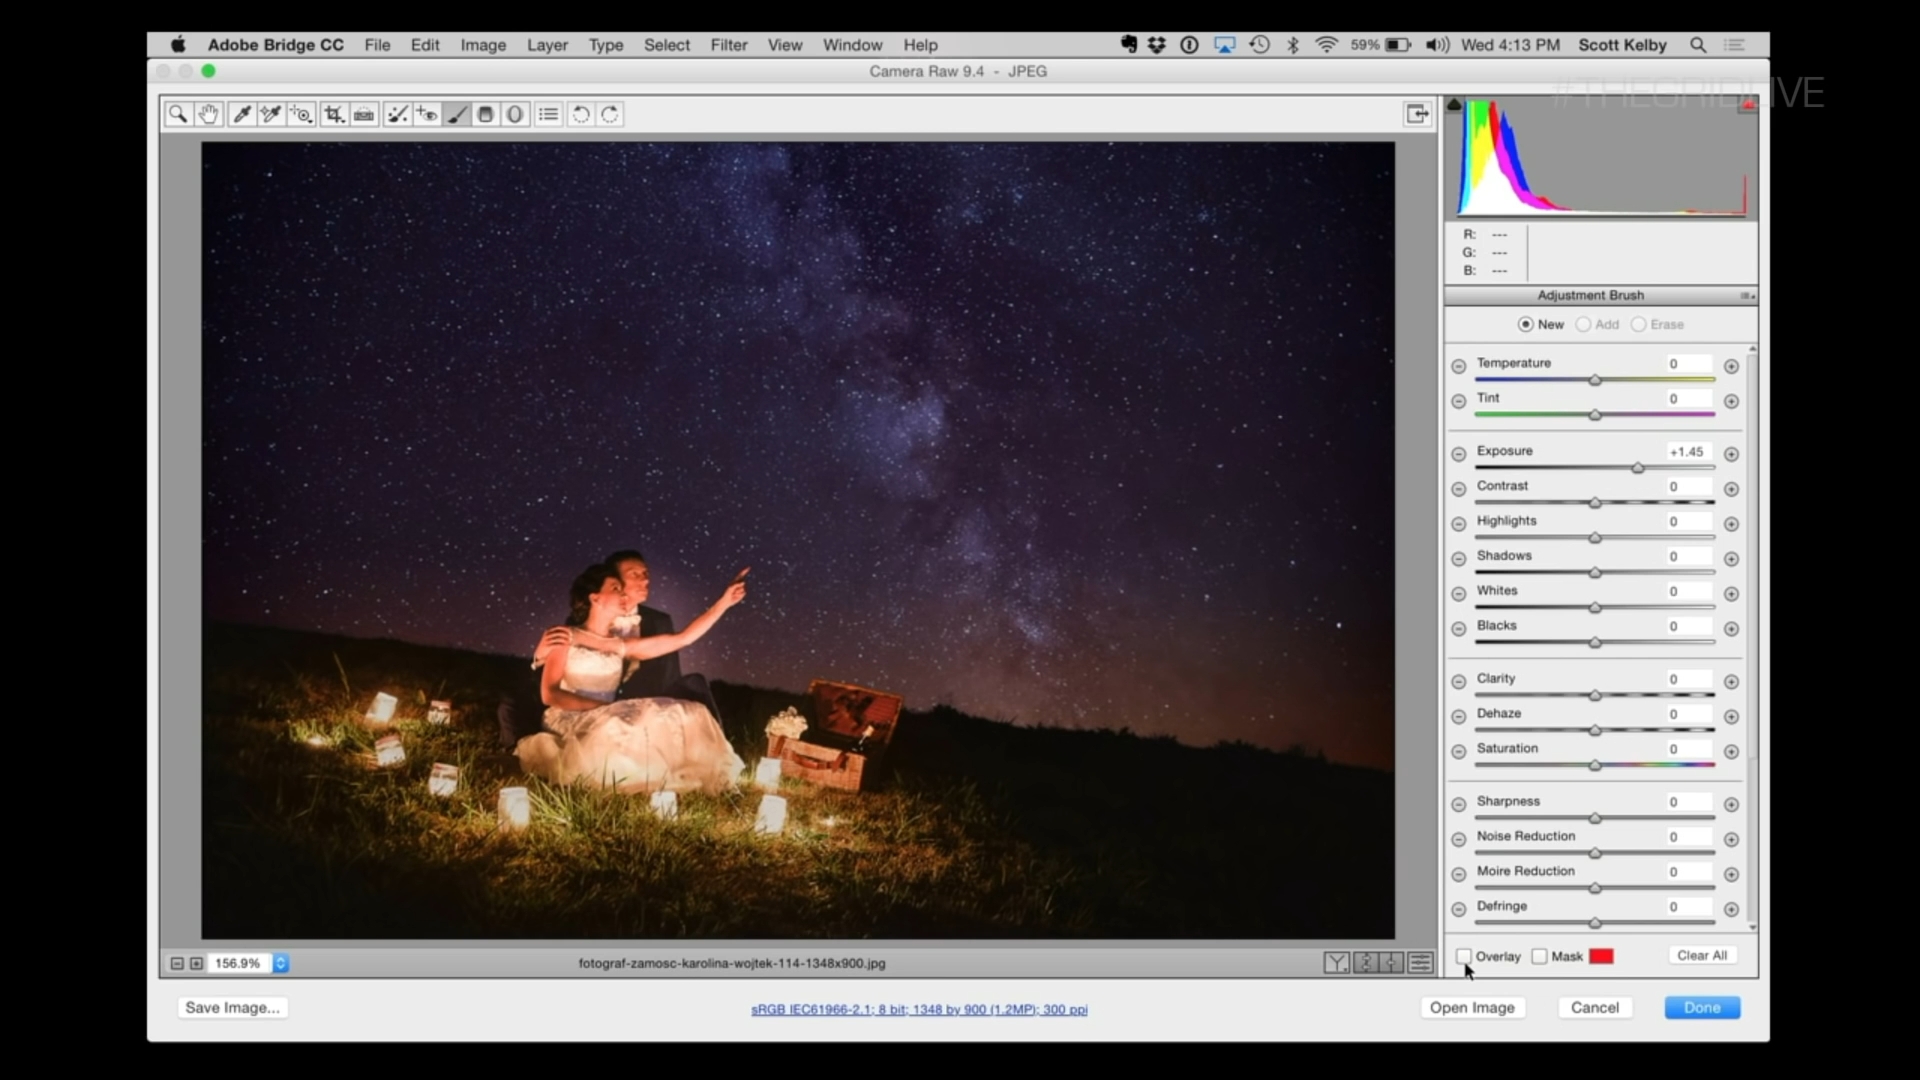 Adobe Bridge CC File Edit Image Layer Type Select Filter View Window Help 59% Wed 4:13 PM Scott Kelby
Camera Raw 9.4 - JPEG
#THEGRIDLIVE
R: ---
G: ---
B: ---
Adjustment Brush
New Add Erase
Temperature 0
Tint 0
Exposure +1.45
Contrast 0
Highlights 0
Shadows 0
Whites 0
Blacks 0
Clarity 0
Dehaze 0
Saturation 0
Sharpness 0
Noise Reduction 0
Moire Reduction 0
Defringe 0
Overlay Mask Clear All
156.9% fotograf-zamosc-karolina-wojtek-114-1348x900.jpg Y
Save Image... sRGB IEC61966-2.1; 8 bit; 1348 by 900 (1.2MP); 300 ppi Open Image Cancel Done